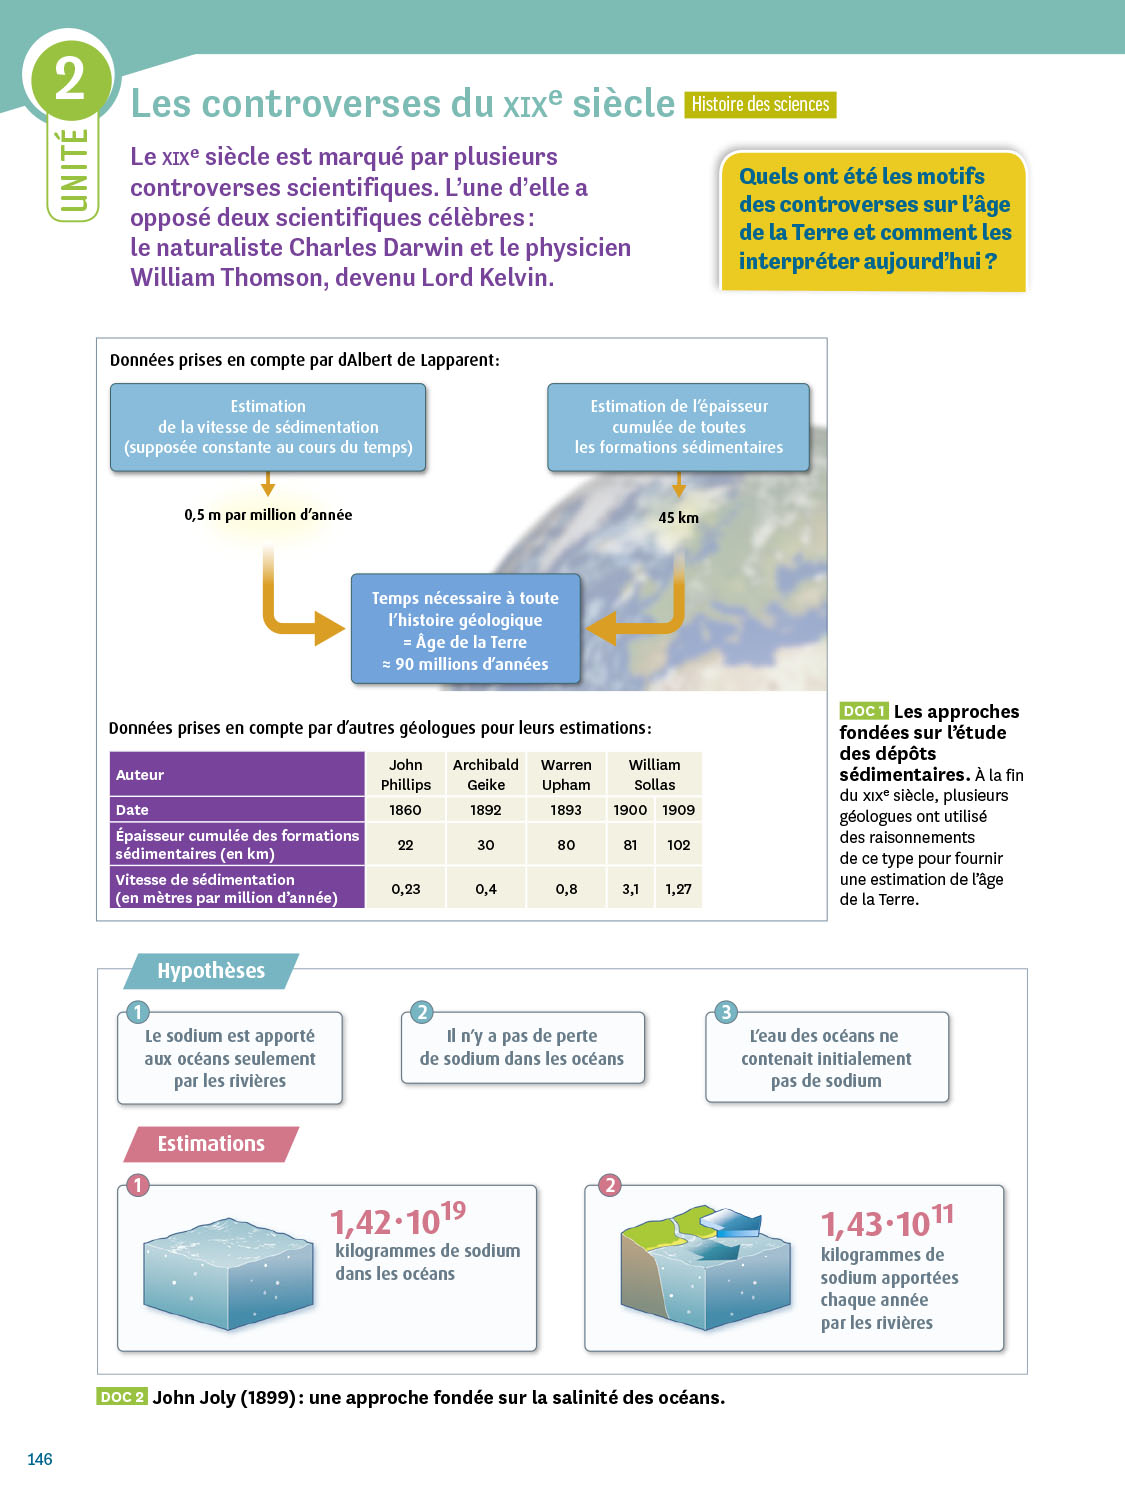 2
UNITÉ
Les controverses du XIXe siècle Histoire des sciences
Le XIXe siècle est marqué par plusieurs
controverses scientifiques. L’une d’elle a
opposé deux scientifiques célèbres :
le naturaliste Charles Darwin et le physicien
William Thomson, devenu Lord Kelvin.
Quels ont été les motifs
des controverses sur l’âge
de la Terre et comment les
interpréter aujourd’hui ?
Données prises en compte par dAlbert de Lapparent :
Estimation
de la vitesse de sédimentation
(supposée constante au cours du temps)
Estimation de l’épaisseur
cumulée de toutes
les formations sédimentaires
0,5 m par million d’année
45 km
Temps nécessaire à toute
l’histoire géologique
= Âge de la Terre
≈ 90 millions d’années
Données prises en compte par d’autres géologues pour leurs estimations :
Auteur
John
Phillips
Archibald
Geike
Warren
Upham
William
Sollas
Date 1860 1892 1893 1900 1909
Épaisseur cumulée des formations
sédimentaires (en km)
22 30 80 81 102
Vitesse de sédimentation
(en mètres par million d’année)
0,23 0,4 0,8 3,1 1,27
DOC 1 Les approches
fondées sur l’étude
des dépôts
sédimentaires. À la fin
du XIXe siècle, plusieurs
géologues ont utilisé
des raisonnements
de ce type pour fournir
une estimation de l’âge
de la Terre.
Hypothèses
1
Le sodium est apporté
aux océans seulement
par les rivières
2
Il n’y a pas de perte
de sodium dans les océans
3
L’eau des océans ne
contenait initialement
pas de sodium
Estimations
1
1,42·10^19
kilogrammes de sodium
dans les océans
2
1,43·10^11
kilogrammes de
sodium apportées
chaque année
par les rivières
DOC 2 John Joly (1899) : une approche fondée sur la salinité des océans.
146